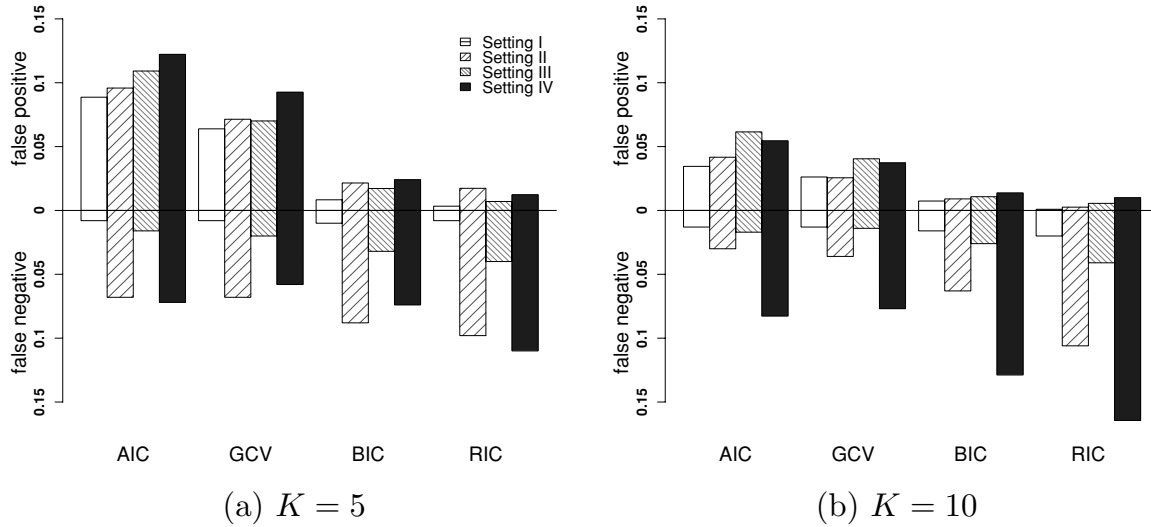 false positive
false negative
0.15
0.1
0.05
0
0.05
0.1
0.15
Setting I
Setting II
Setting III
Setting IV
AIC GCV BIC RIC
(a) K = 5
false positive
false negative
0.15
0.1
0.05
0
0.05
0.1
0.15
AIC GCV BIC RIC
(b) K = 10